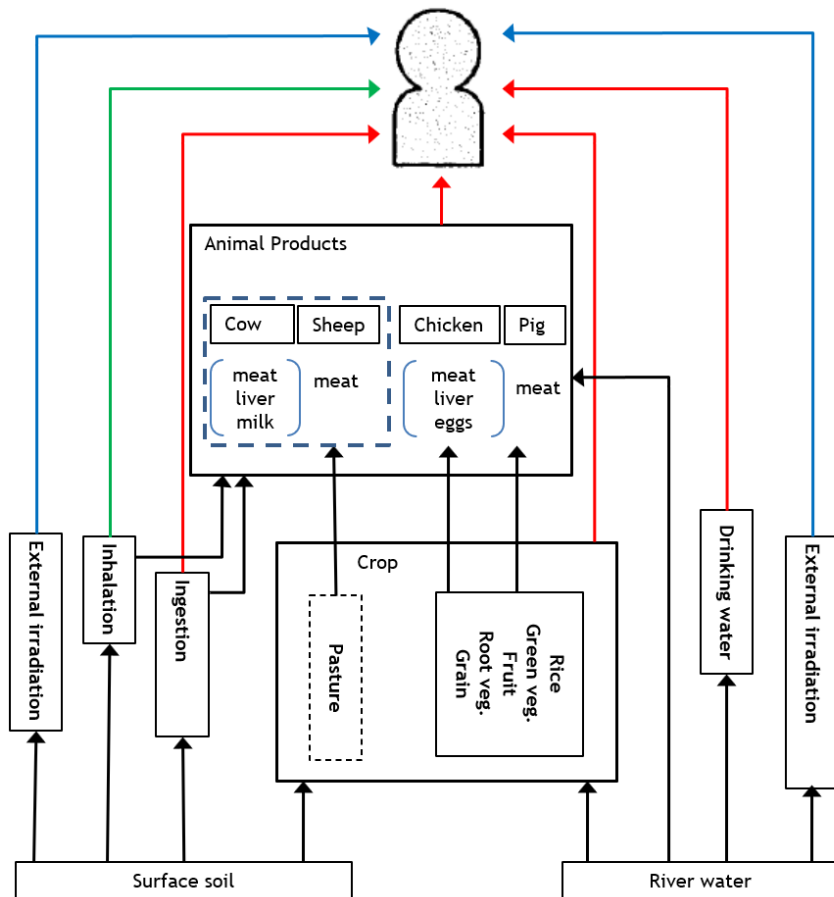 Animal Products
Cow
Sheep
Chicken
Pig
meat
liver
milk
meat
meat
liver
eggs
meat
External irradiation
Inhalation
Ingestion
Crop
Pasture
Rice
Green veg.
Fruit
Root veg.
Grain
Drinking water
External irradiation
Surface soil
River water